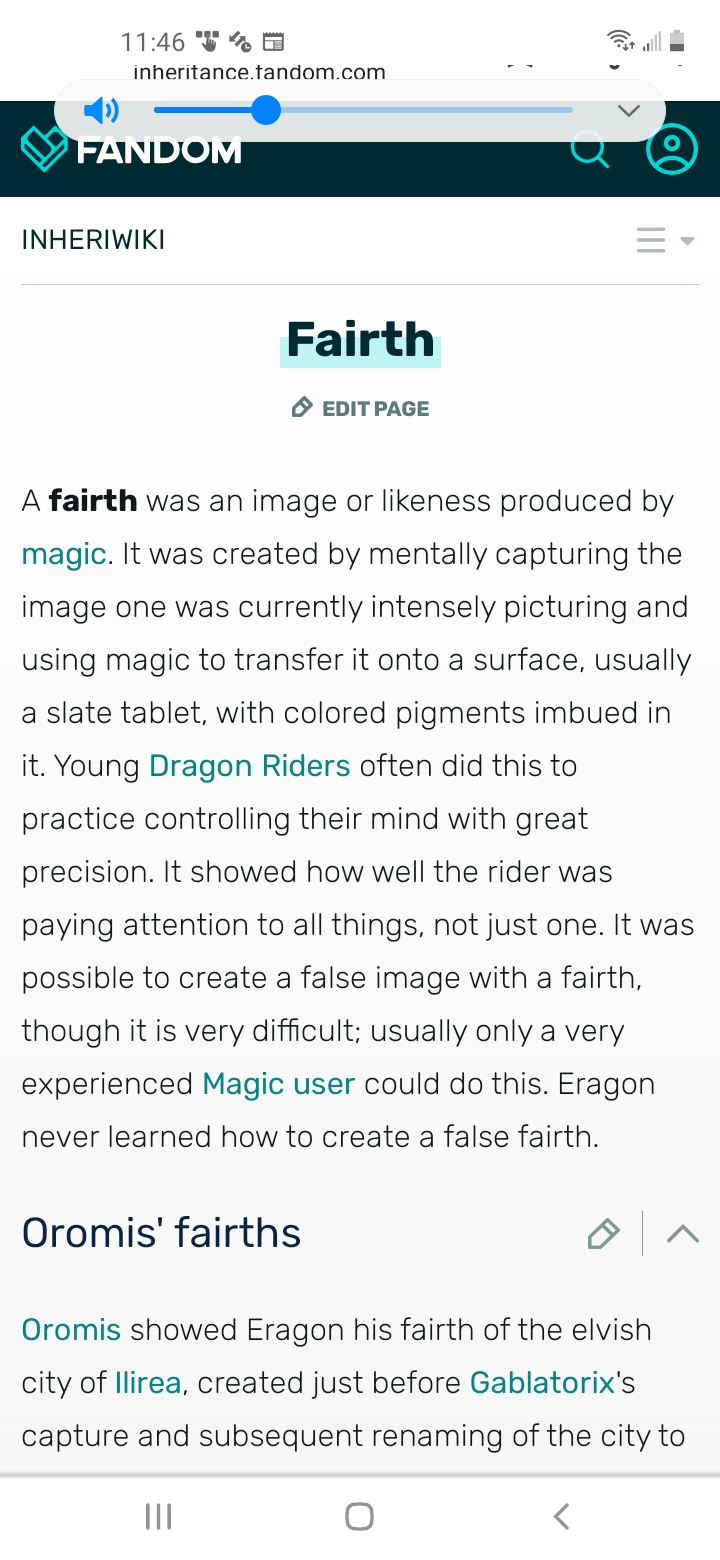 11:46
inheritance.fandom.com
FANDOM
INHERIWIKI
Fairth
EDIT PAGE
A fairth was an image or likeness produced by
magic. It was created by mentally capturing the
image one was currently intensely picturing and
using magic to transfer it onto a surface, usually
a slate tablet, with colored pigments imbued in
it. Young Dragon Riders often did this to
practice controlling their mind with great
precision. It showed how well the rider was
paying attention to all things, not just one. It was
possible to create a false image with a fairth,
though it is very difficult; usually only a very
experienced Magic user could do this. Eragon
never learned how to create a false fairth.
Oromis' fairths
Oromis showed Eragon his fairth of the elvish
city of Ilirea, created just before Gablatorix's
capture and subsequent renaming of the city to